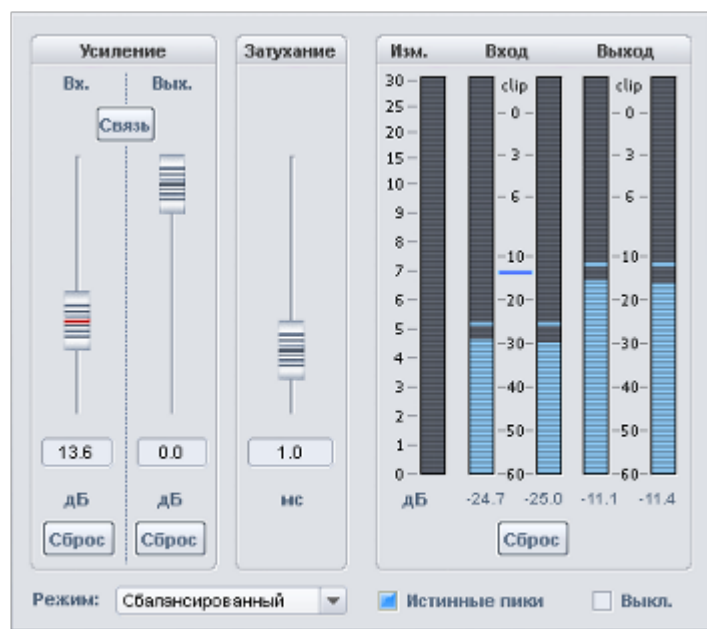 Усиление Затухание Изм. Вход Выход
Вх. Вых.
Связь
30 25 20 15 10 9 8 7 6 5 4 3 2 1 0
clip 0 3 6 -10 -20 -30 -40 -50 -60
clip 0 3 6 -10 -20 -30 -40 -50 -60
13.6 0.0 1.0
дБ дБ мс дБ -24.7 -25.0 -11.1 -11.4
Сброс Сброс Сброс
Режим: Сбалансированный Истинные пики Выкл.